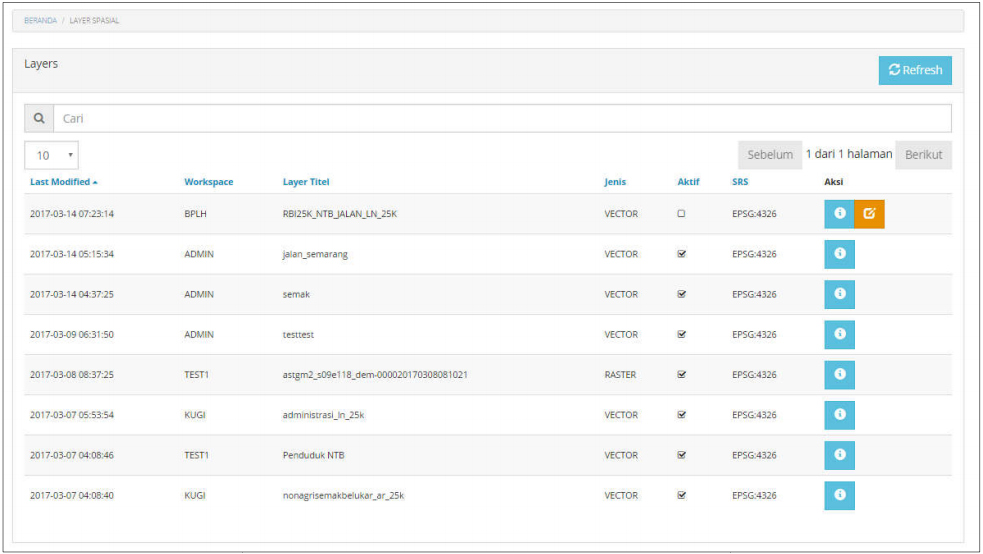 BERANDA / LAYER SPASIAL
Layers
Refresh
Cari
10
Sebelum 1 dari 1 halaman Berikut
Last Modified Workspace Layer Titel Jenis Aktif SRS Aksi
2017-03-14 07:23:14 BPLH RBI25K_NTB_JALAN_LN_25K VECTOR EPSG:4326
2017-03-14 05:15:34 ADMIN jalan_semarang VECTOR EPSG:4326
2017-03-14 04:37:25 ADMIN semak VECTOR EPSG:4326
2017-03-09 06:31:50 ADMIN testtest VECTOR EPSG:4326
2017-03-08 08:37:25 TEST1 astgm2_s09e118_dem-000020170308081021 RASTER EPSG:4326
2017-03-07 05:53:54 KUGI administrasi_ln_25k VECTOR EPSG:4326
2017-03-07 04:08:46 TEST1 Penduduk NTB VECTOR EPSG:4326
2017-03-07 04:08:40 KUGI nonagrisemakbelukar_ar_25k VECTOR EPSG:4326